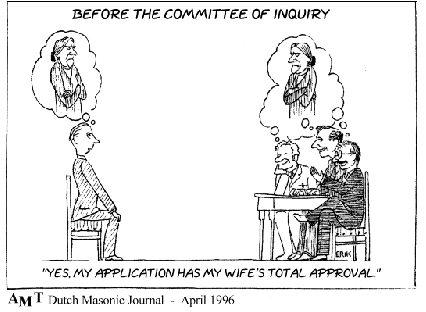 BEFORE THE COMMITTEE OF INQUIRY
ERIK
"YES, MY APPLICATION HAS MY WIFE'S TOTAL APPROVAL."
AMT Dutch Masonic Journal - April 1996